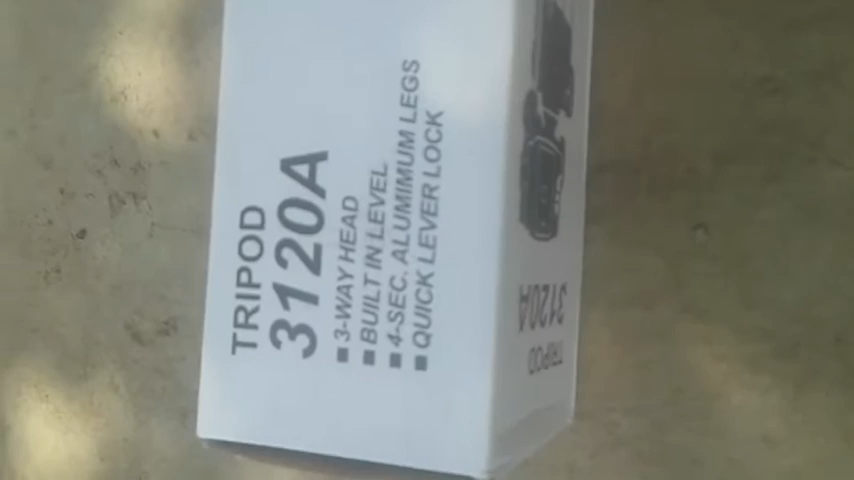 TRIPOD
3120A
■ 3-WAY HEAD
■ BUILT IN LEVEL
■ 4-SEC. ALUMIMUM LEGS
■ QUICK LEVER LOCK
TRIPOD
3120A